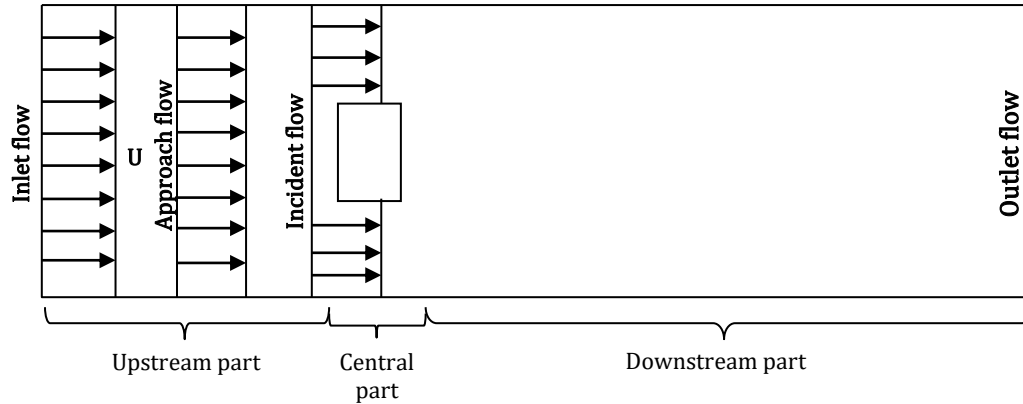 Inlet flow
U
Approach flow
Incident flow
Outlet flow
Upstream part
Central
part
Downstream part